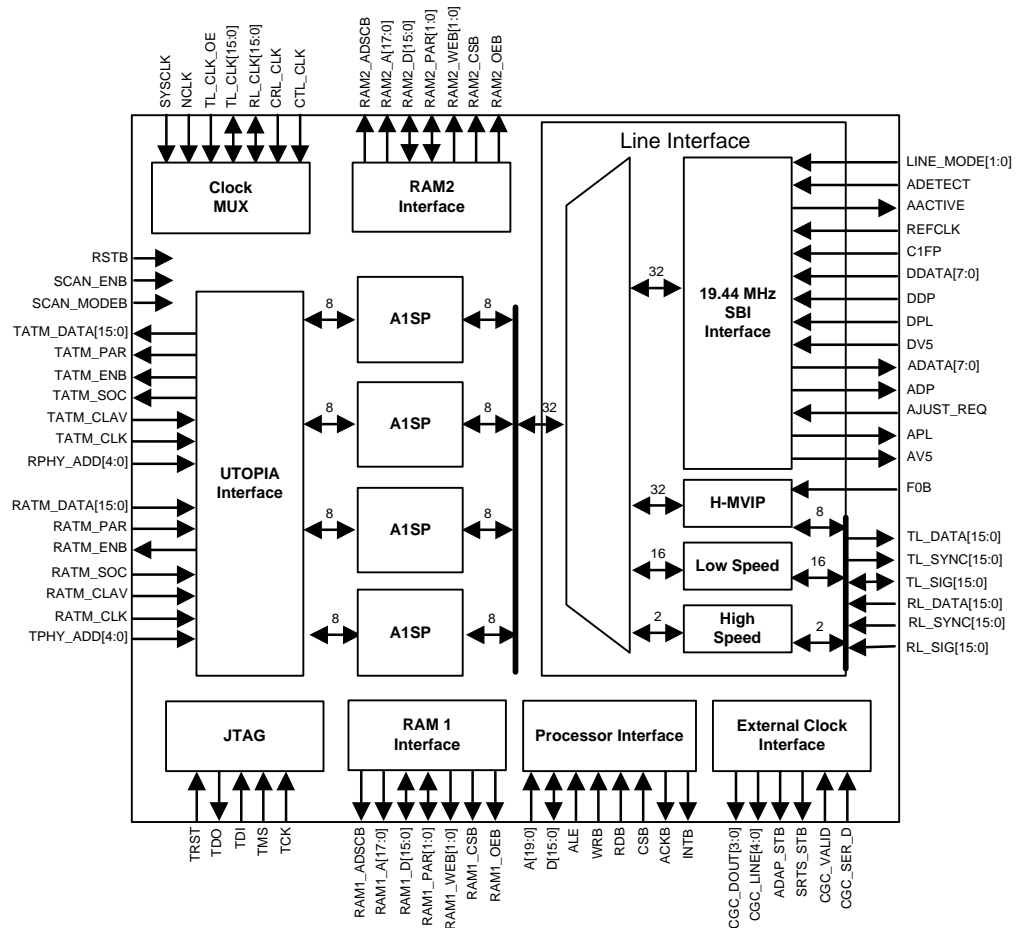 SYSCLK
NCLK
TL_CLK_OE
TL_CLK[15:0]
RL_CLK[15:0]
CRL_CLK
CTL_CLK
RAM2_ADSCB
RAM2_A[17:0]
RAM2_D[15:0]
RAM2_PAR[1:0]
RAM2_WEB[1:0]
RAM2_CSB
RAM2_OEB
Clock
MUX
RAM2
Interface
Line Interface
RSTB
SCAN_ENB
SCAN_MODEB
TATM_DATA[15:0]
TATM_PAR
TATM_ENB
TATM_SOC
TATM_CLAV
TATM_CLK
RPHY_ADD[4:0]
RATM_DATA[15:0]
RATM_PAR
RATM_ENB
RATM_SOC
RATM_CLAV
RATM_CLK
TPHY_ADD[4:0]
UTOPIA
Interface
8
A1SP
8
8
A1SP
8
8
A1SP
8
8
A1SP
8
32
32
19.44 MHz
SBI
Interface
32
H-MVIP
8
16
Low Speed
16
2
High
Speed
2
LINE_MODE[1:0]
ADETECT
AACTIVE
REFCLK
C1FP
DDATA[7:0]
DDP
DPL
DV5
ADATA[7:0]
ADP
AJUST_REQ
APL
AV5
F0B
TL_DATA[15:0]
TL_SYNC[15:0]
TL_SIG[15:0]
RL_DATA[15:0]
RL_SYNC[15:0]
RL_SIG[15:0]
JTAG
RAM 1
Interface
Processor Interface
External Clock
Interface
TRST
TDO
TDI
TMS
TCK
RAM1_ADSCB
RAM1_A[17:0]
RAM1_D[15:0]
RAM1_PAR[1:0]
RAM1_WEB[1:0]
RAM1_CSB
RAM1_OEB
A[19:0]
D[15:0]
ALE
WRB
RDB
CSB
ACKB
INTB
CGC_DOUT[3:0]
CGC_LINE[4:0]
ADAP_STB
SRTS_STB
CGC_VALID
CGC_SER_D